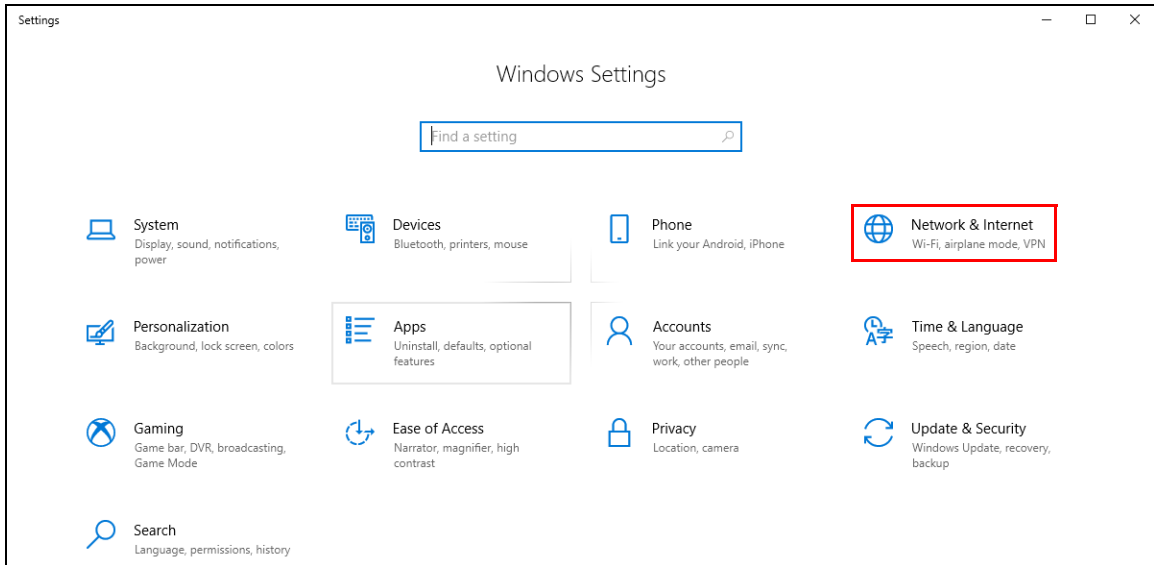 Settings
Windows Settings
Find a setting
System
Display, sound, notifications,
power
Devices
Bluetooth, printers, mouse
Phone
Link your Android, iPhone
Network & Internet
Wi-Fi, airplane mode, VPN
Personalization
Background, lock screen, colors
Apps
Uninstall, defaults, optional
features
Accounts
Your accounts, email, sync,
work, other people
Time & Language
Speech, region, date
Gaming
Game bar, DVR, broadcasting,
Game Mode
Ease of Access
Narrator, magnifier, high
contrast
Privacy
Location, camera
Update & Security
Windows Update, recovery,
backup
Search
Language, permissions, history